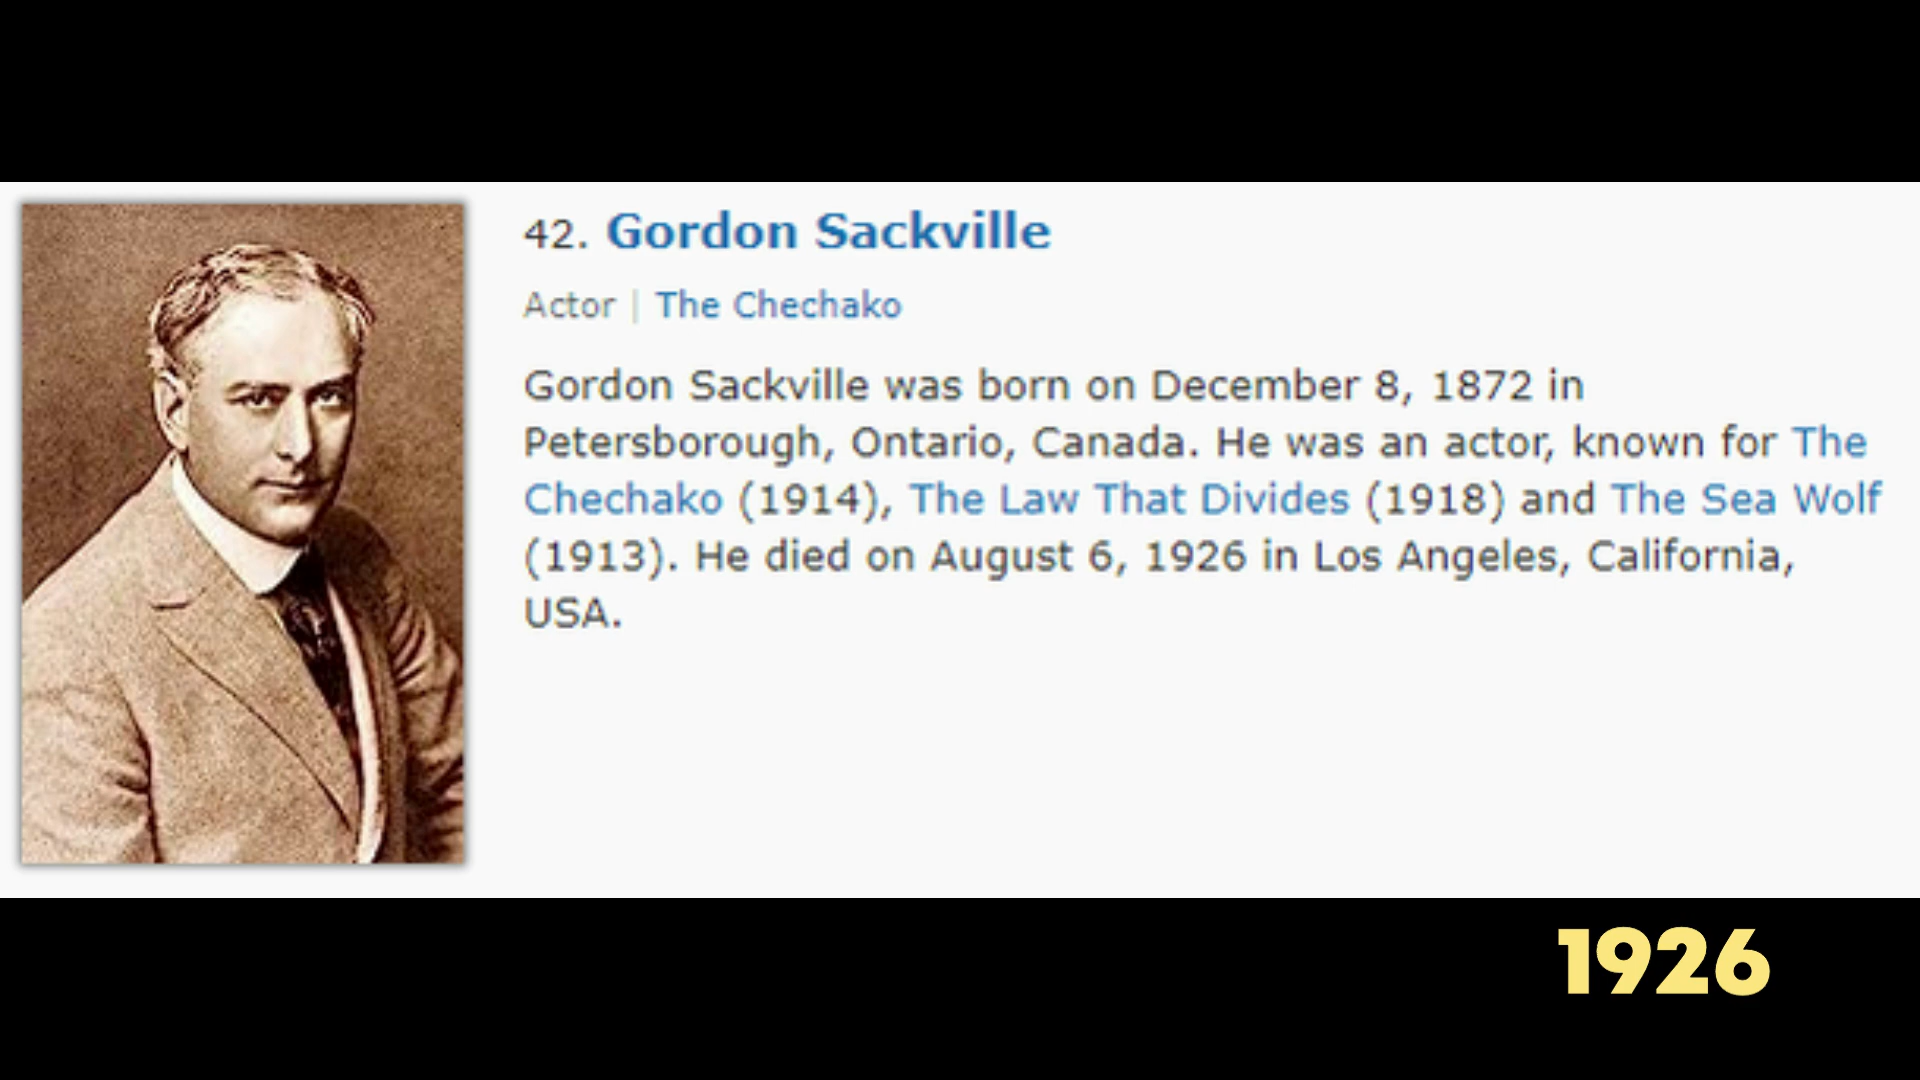 42. Gordon Sackville
Actor | The Chechako
Gordon Sackville was born on December 8, 1872 in
Petersborough, Ontario, Canada. He was an actor, known for The
Chechako (1914), The Law That Divides (1918) and The Sea Wolf
(1913). He died on August 6, 1926 in Los Angeles, California,
USA.
1926